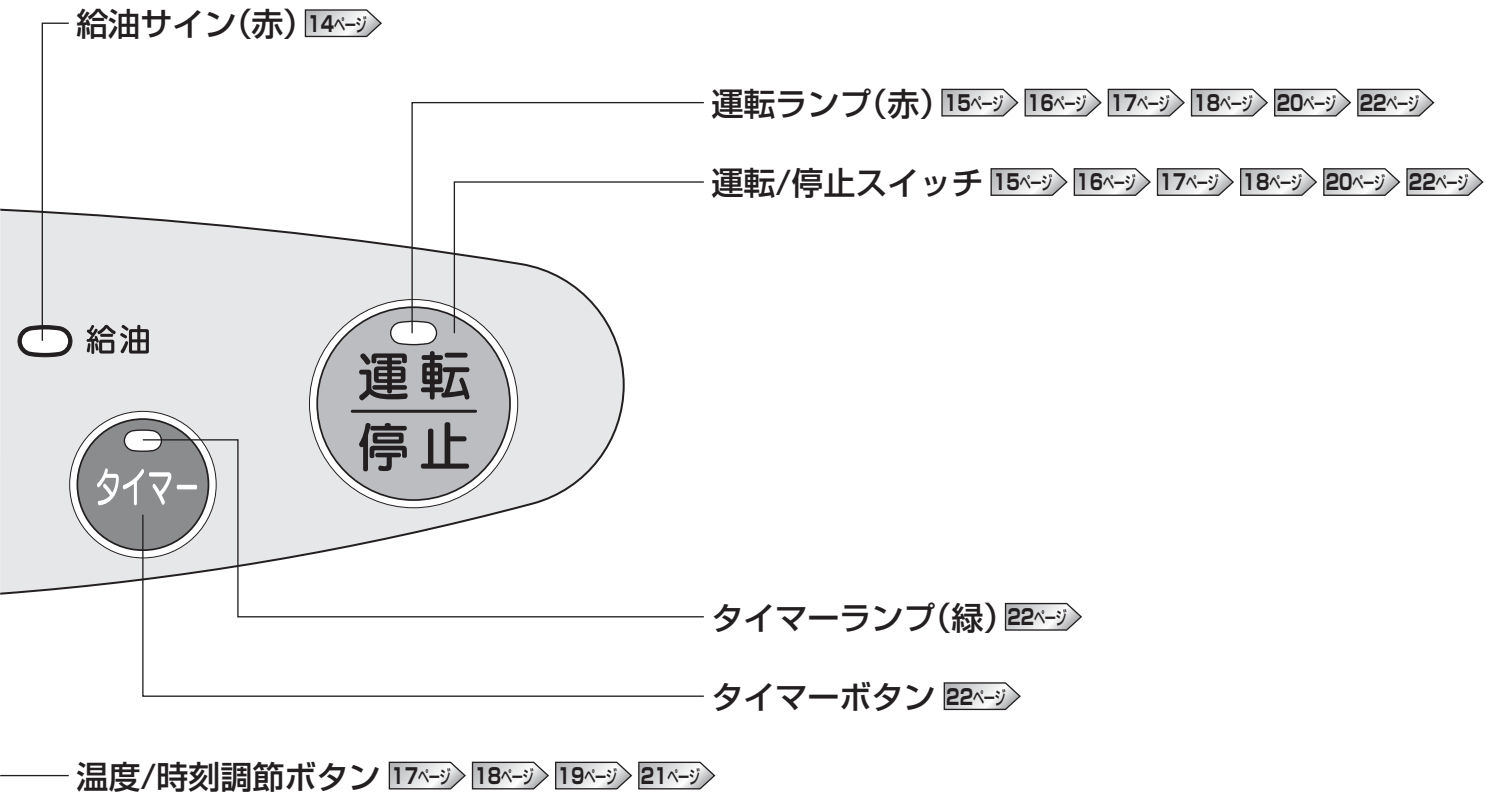 給油サイン(赤) 14ページ
運転ランプ(赤) 15ページ 16ページ 17ページ 18ページ 20ページ 22ページ
運転/停止スイッチ 15ページ 16ページ 17ページ 18ページ 20ページ 22ページ
給油
運転
停止
タイマー
タイマーランプ(緑) 22ページ
タイマーボタン 22ページ
温度/時刻調節ボタン 17ページ 18ページ 19ページ 21ページ